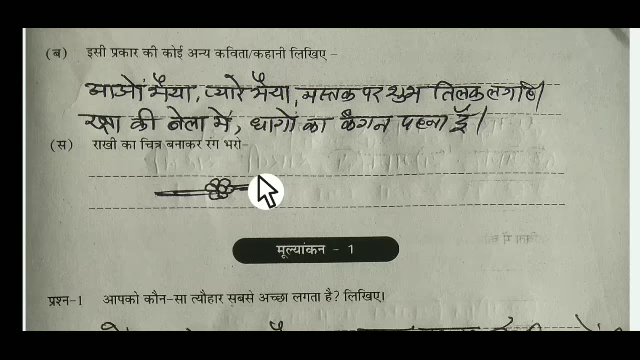 (ब) इसी प्रकार की कोई अन्य कविता/कहानी लिखिए –
आओ भैया, प्यारे भैया, मस्तक पर शुभ तिलक लगाऊँ।
रक्षा की बेला में, धागों का कंगन पहना दूँ।
(स) राखी का चित्र बनाकर रंग भरो-
मूल्यांकन - 1
प्रश्न-1 आपको कौन-सा त्यौहार सबसे अच्छा लगता है? लिखिए।